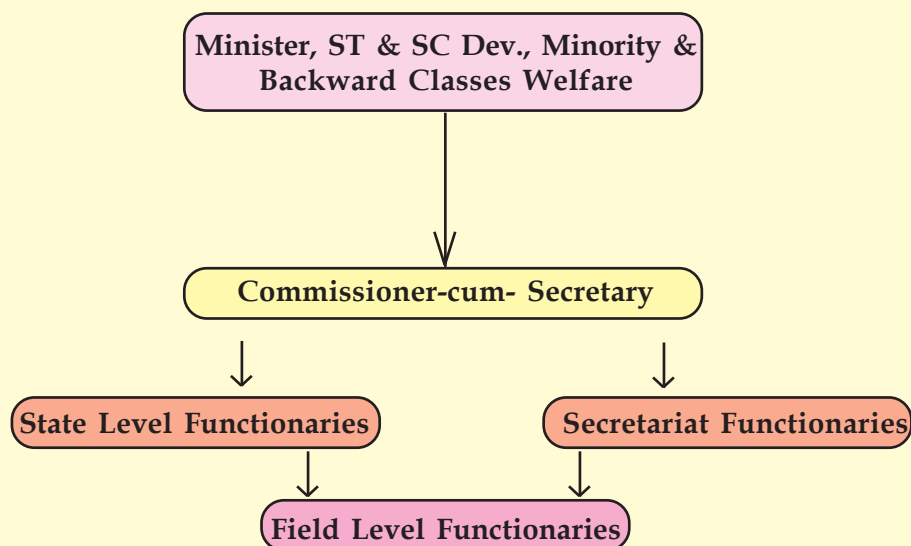 Minister, ST & SC Dev., Minority &
Backward Classes Welfare
Commissioner-cum- Secretary
State Level Functionaries
Secretariat Functionaries
Field Level Functionaries